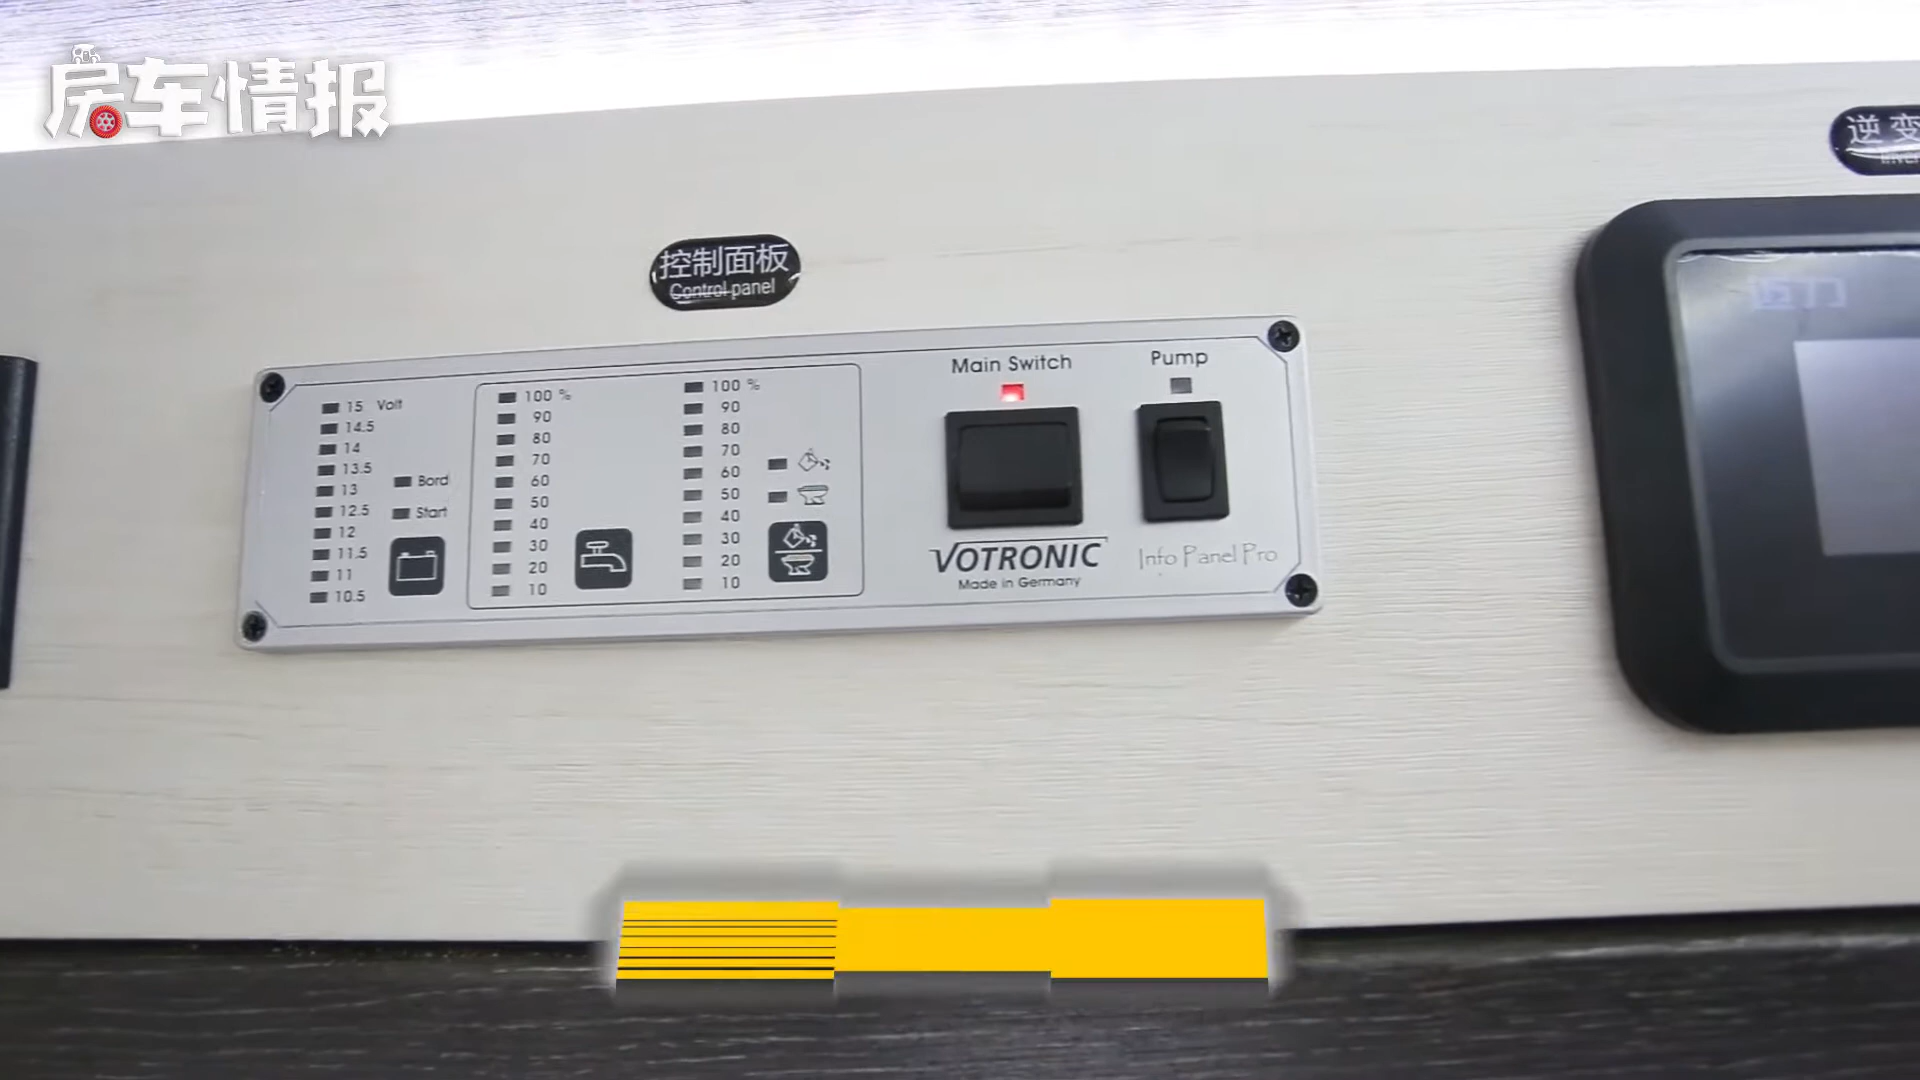 房车情报
逆变
控制面板
Control panel
15 Volt
14.5
14
13.5
13
12.5
12
11.5
11
10.5
Bord
Start
100 %
90
80
70
60
50
40
30
20
10
100 %
90
80
70
60
50
40
30
20
10
Main Switch
Pump
VOTRONIC
Made in Germany
Info Panel Pro